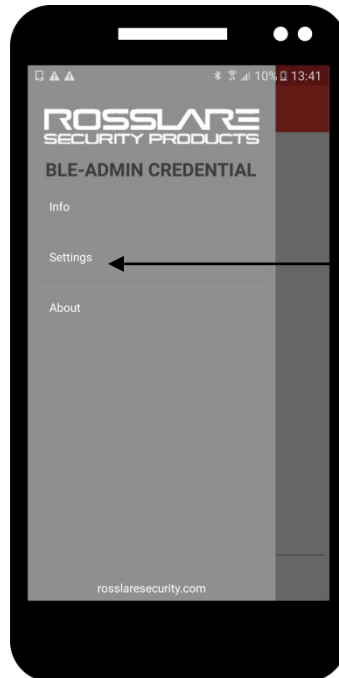 10% 13:41
ROSSLARE
SECURITY PRODUCTS
BLE-ADMIN CREDENTIAL
Info
Settings
About
rosslaresecurity.com